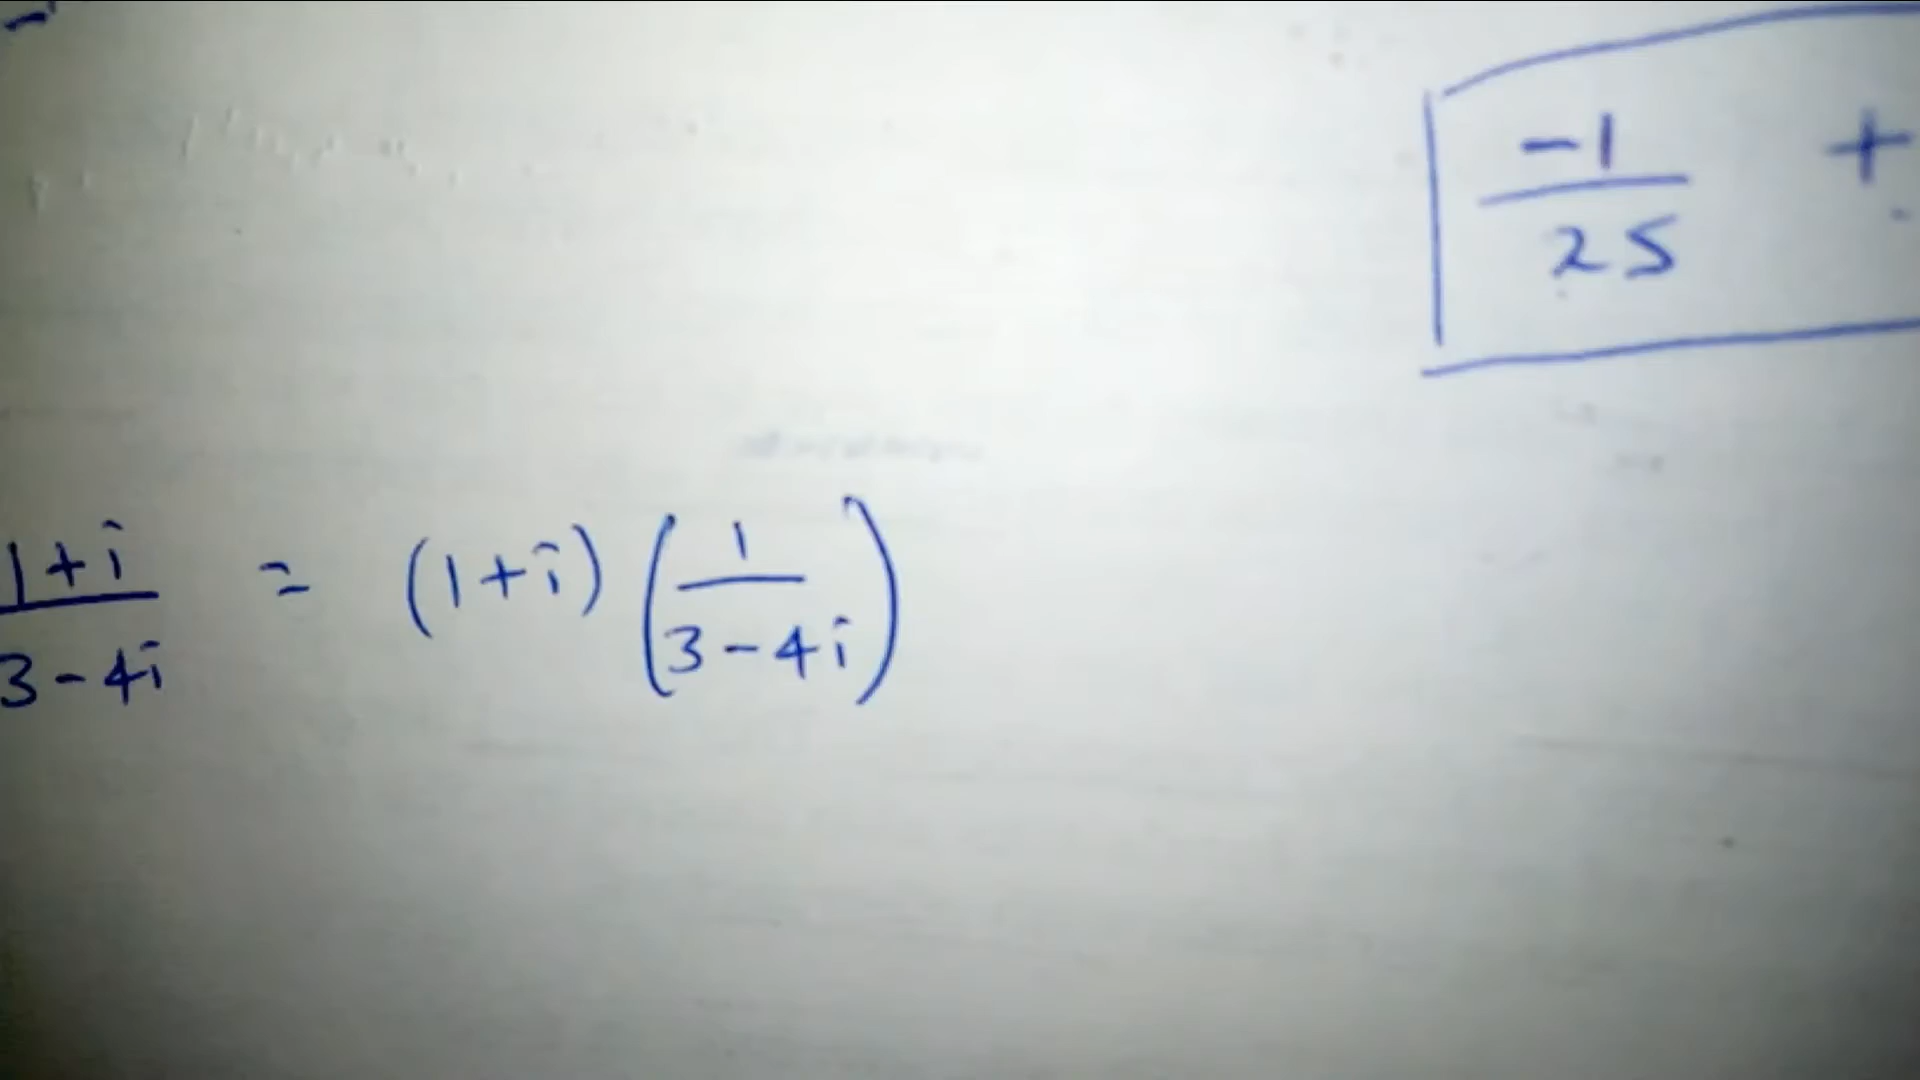 -1/25 +
1+i/3-4i = (1+i) (1/3-4i)